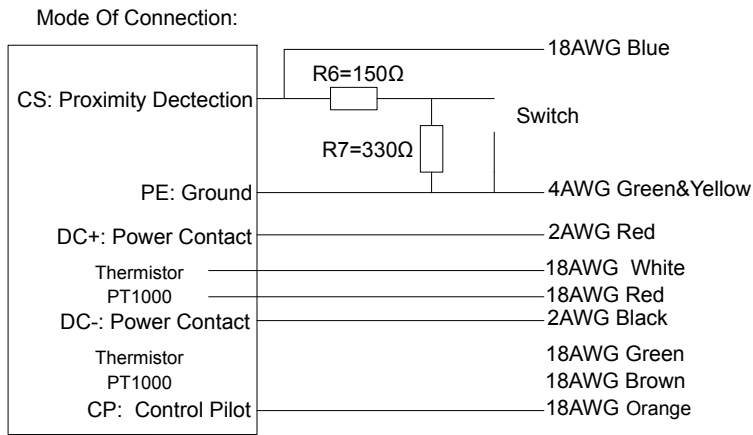 Mode Of Connection:
18AWG Blue
R6=150Ω
CS: Proximity Dectection
Switch
R7=330Ω
PE: Ground
4AWG Green&Yellow
DC+: Power Contact
2AWG Red
Thermistor
18AWG White
PT1000
18AWG Red
DC-: Power Contact
2AWG Black
Thermistor
18AWG Green
PT1000
18AWG Brown
CP: Control Pilot
18AWG Orange